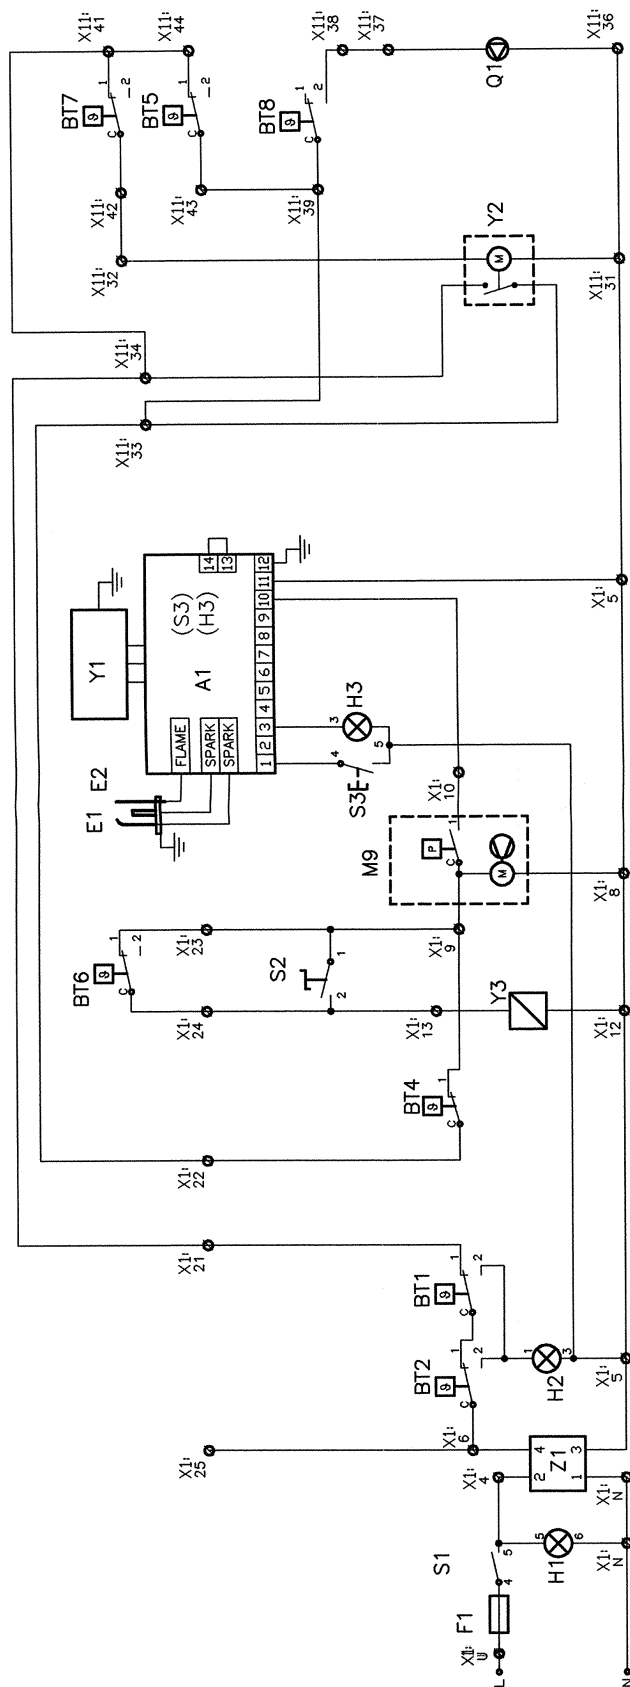 X11:
41
X11:
44
1
2
BT7
ϑ
C
1
2
BT5
ϑ
C
X11:
38
X11:
37
Q1
X11:
36
1
2
BT8
ϑ
C
X11:
42
X11:
43
X11:
39
X11:
32
Y2
M
X11:
31
X11:
34
X11:
33
Y1
A1
(S3)
(H3)
14
13
FLAME
SPARK
SPARK
1 2 3 4 5 6 7 8 9 10 11 12
E1
E2
H3
3
S3
4
5
X1:
5
X1:
10
M9
P
C
1
M
X1:
8
BT6
ϑ
C
1
2
X1:
23
X1:
24
S2
1
2
X1:
9
X1:
13
Y3
X1:
12
BT4
ϑ
C
1
X1:
22
X1:
21
BT1
ϑ
C
1
2
BT2
ϑ
C
1
2
H2
1
3
X1:
5
X1:
25
X1:
6
X1:
4
Z1
4
3
2
1
X1:
N
S1
4
5
H1
5
6
X1:
N
F1
X1:
L
N